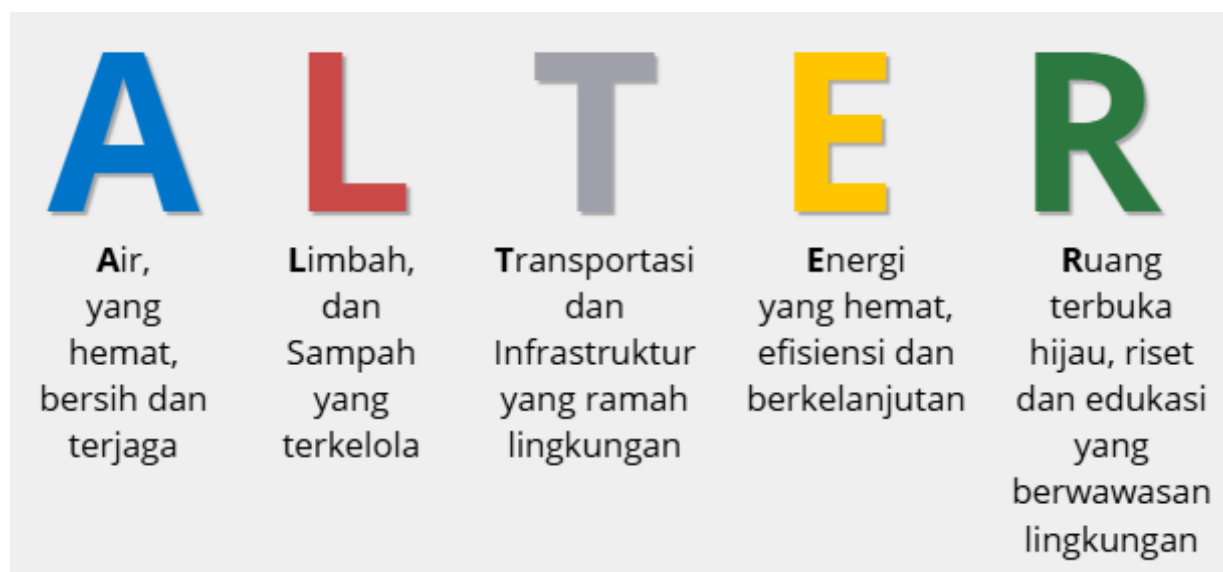 A L T E R
Air,
yang
hemat,
bersih dan
terjaga
Limbah,
dan
Sampah
yang
terkelola
Transportasi
dan
Infrastruktur
yang ramah
lingkungan
Energi
yang hemat,
efisiensi dan
berkelanjutan
Ruang
terbuka
hijau, riset
dan edukasi
yang
berwawasan
lingkungan